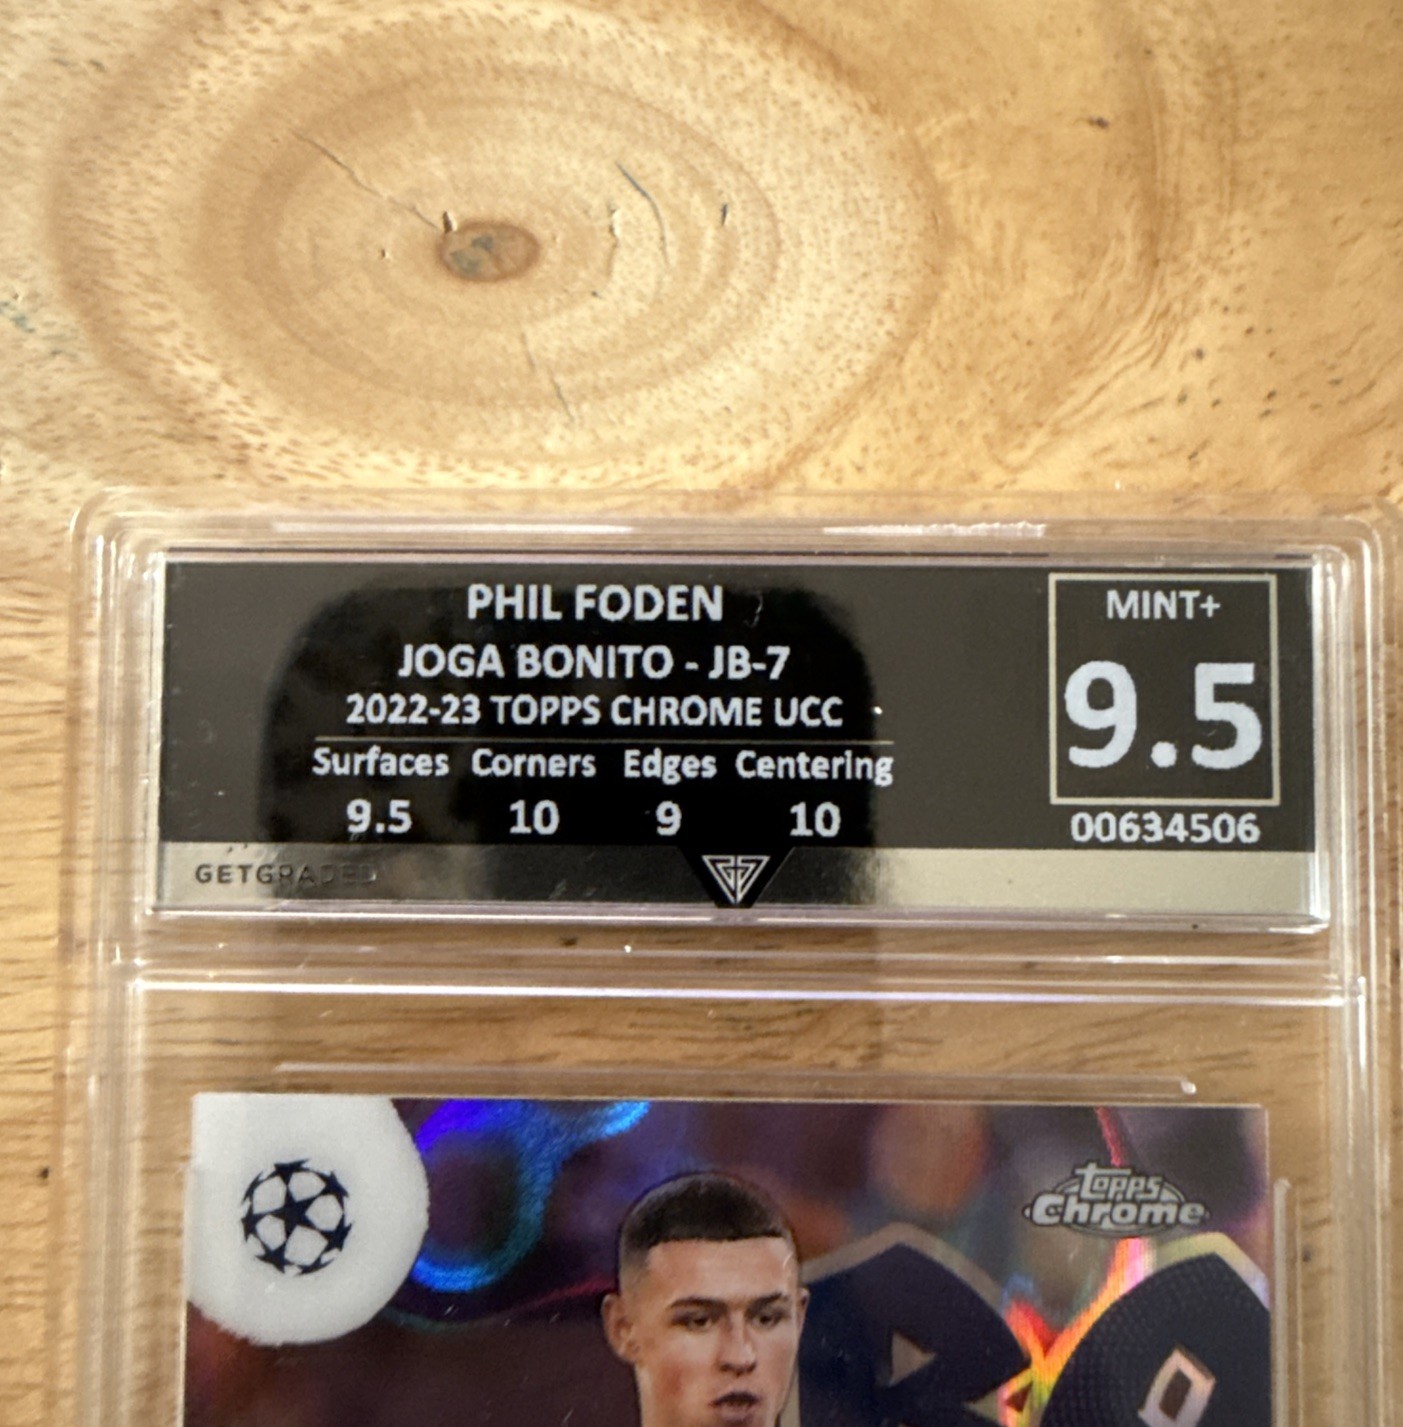 PHIL FODEN
JOGA BONITO - JB-7
2022-23 TOPPS CHROME UCC
Surfaces Corners Edges Centering
9.5 10 9 10
MINT+
9.5
00634506
GETGRADED
topps
Chrome